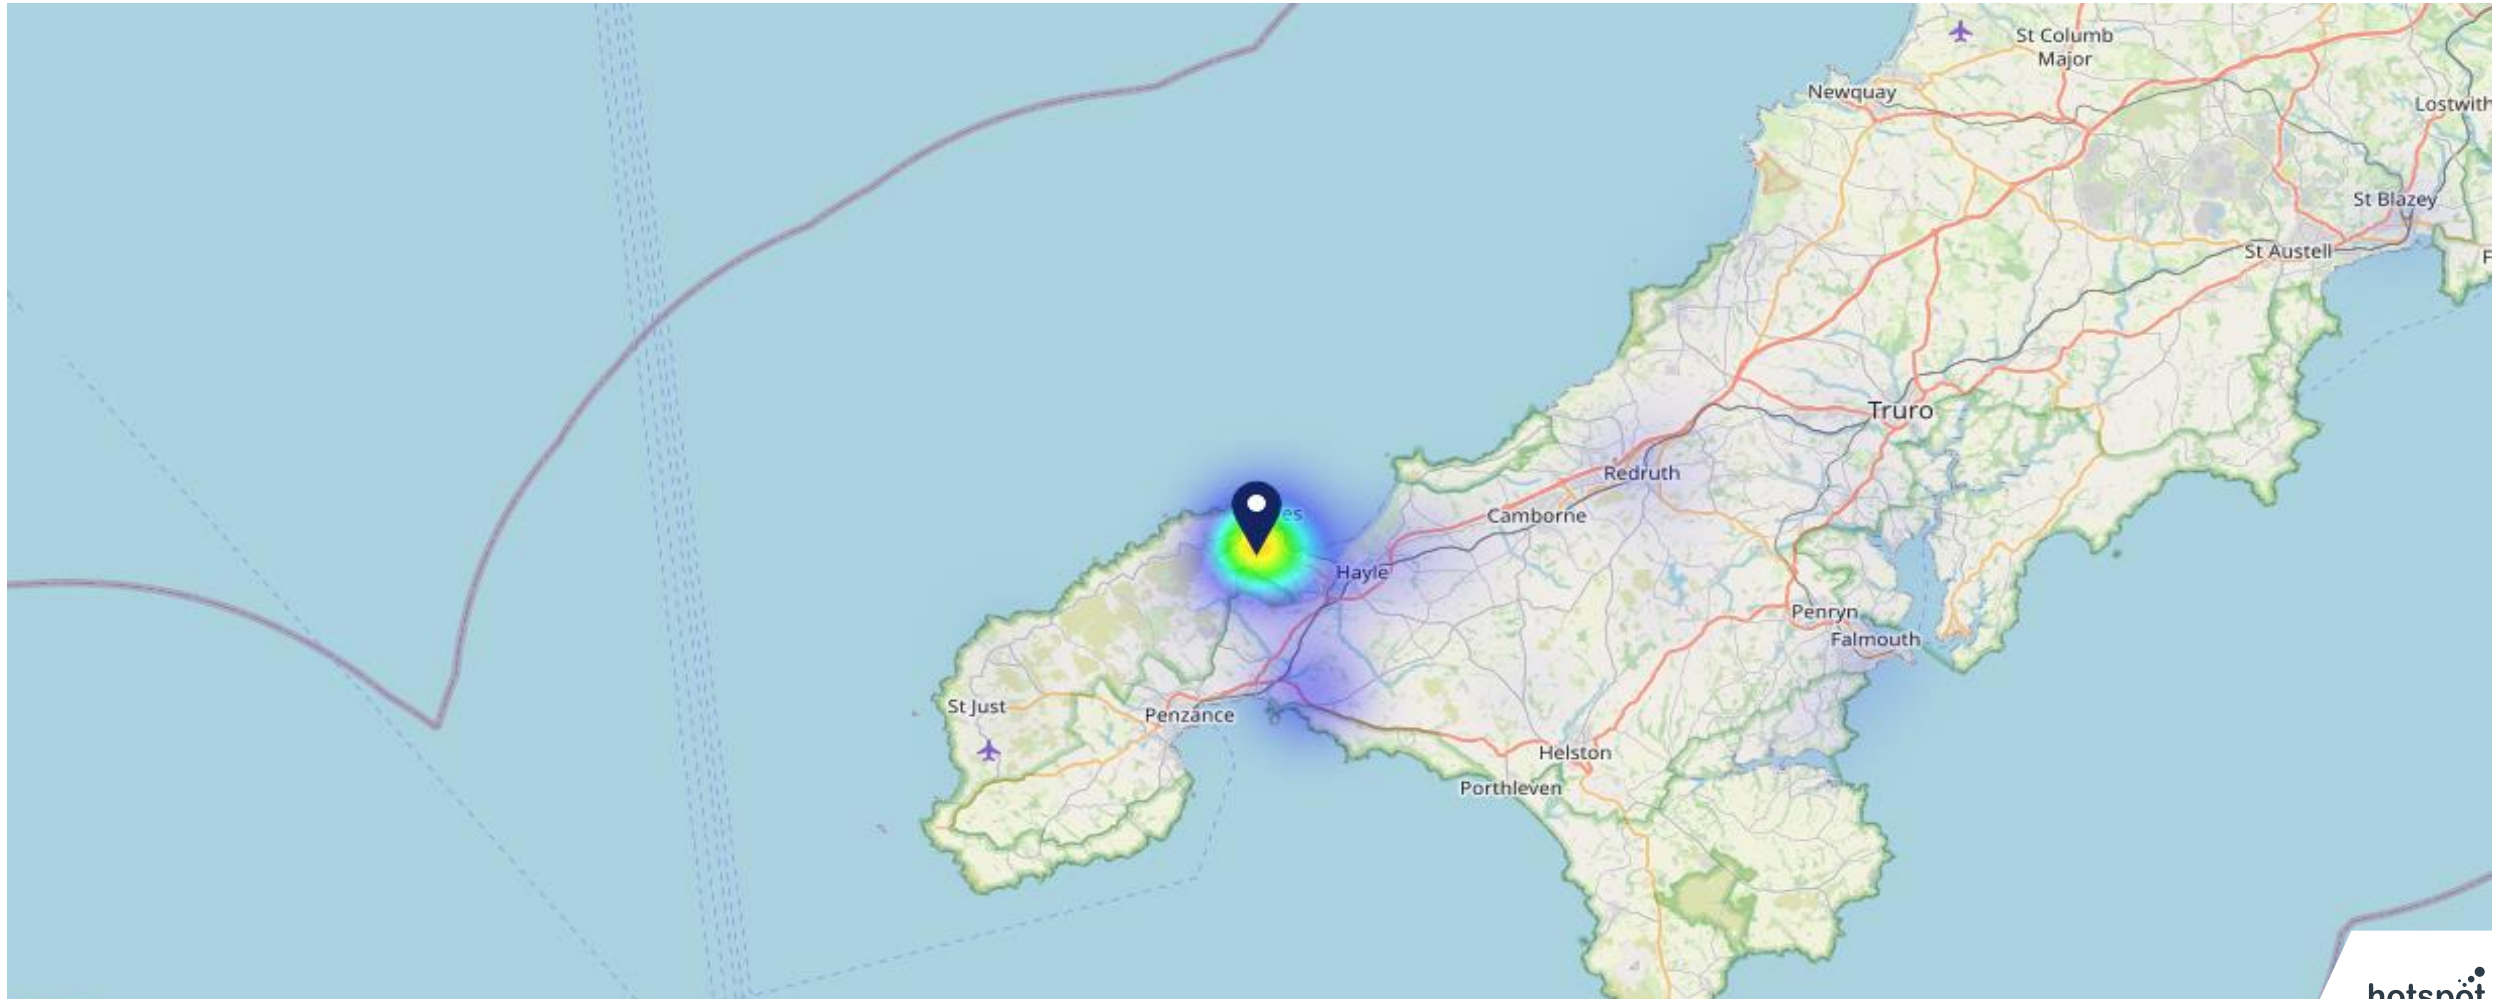 St Columb
Major
Newquay
St Blazey
St Austell
Truro
Redruth
Camborne
Hayle
Penryn
Falmouth
St Just
Penzance
Helston
Porthleven
hotspot